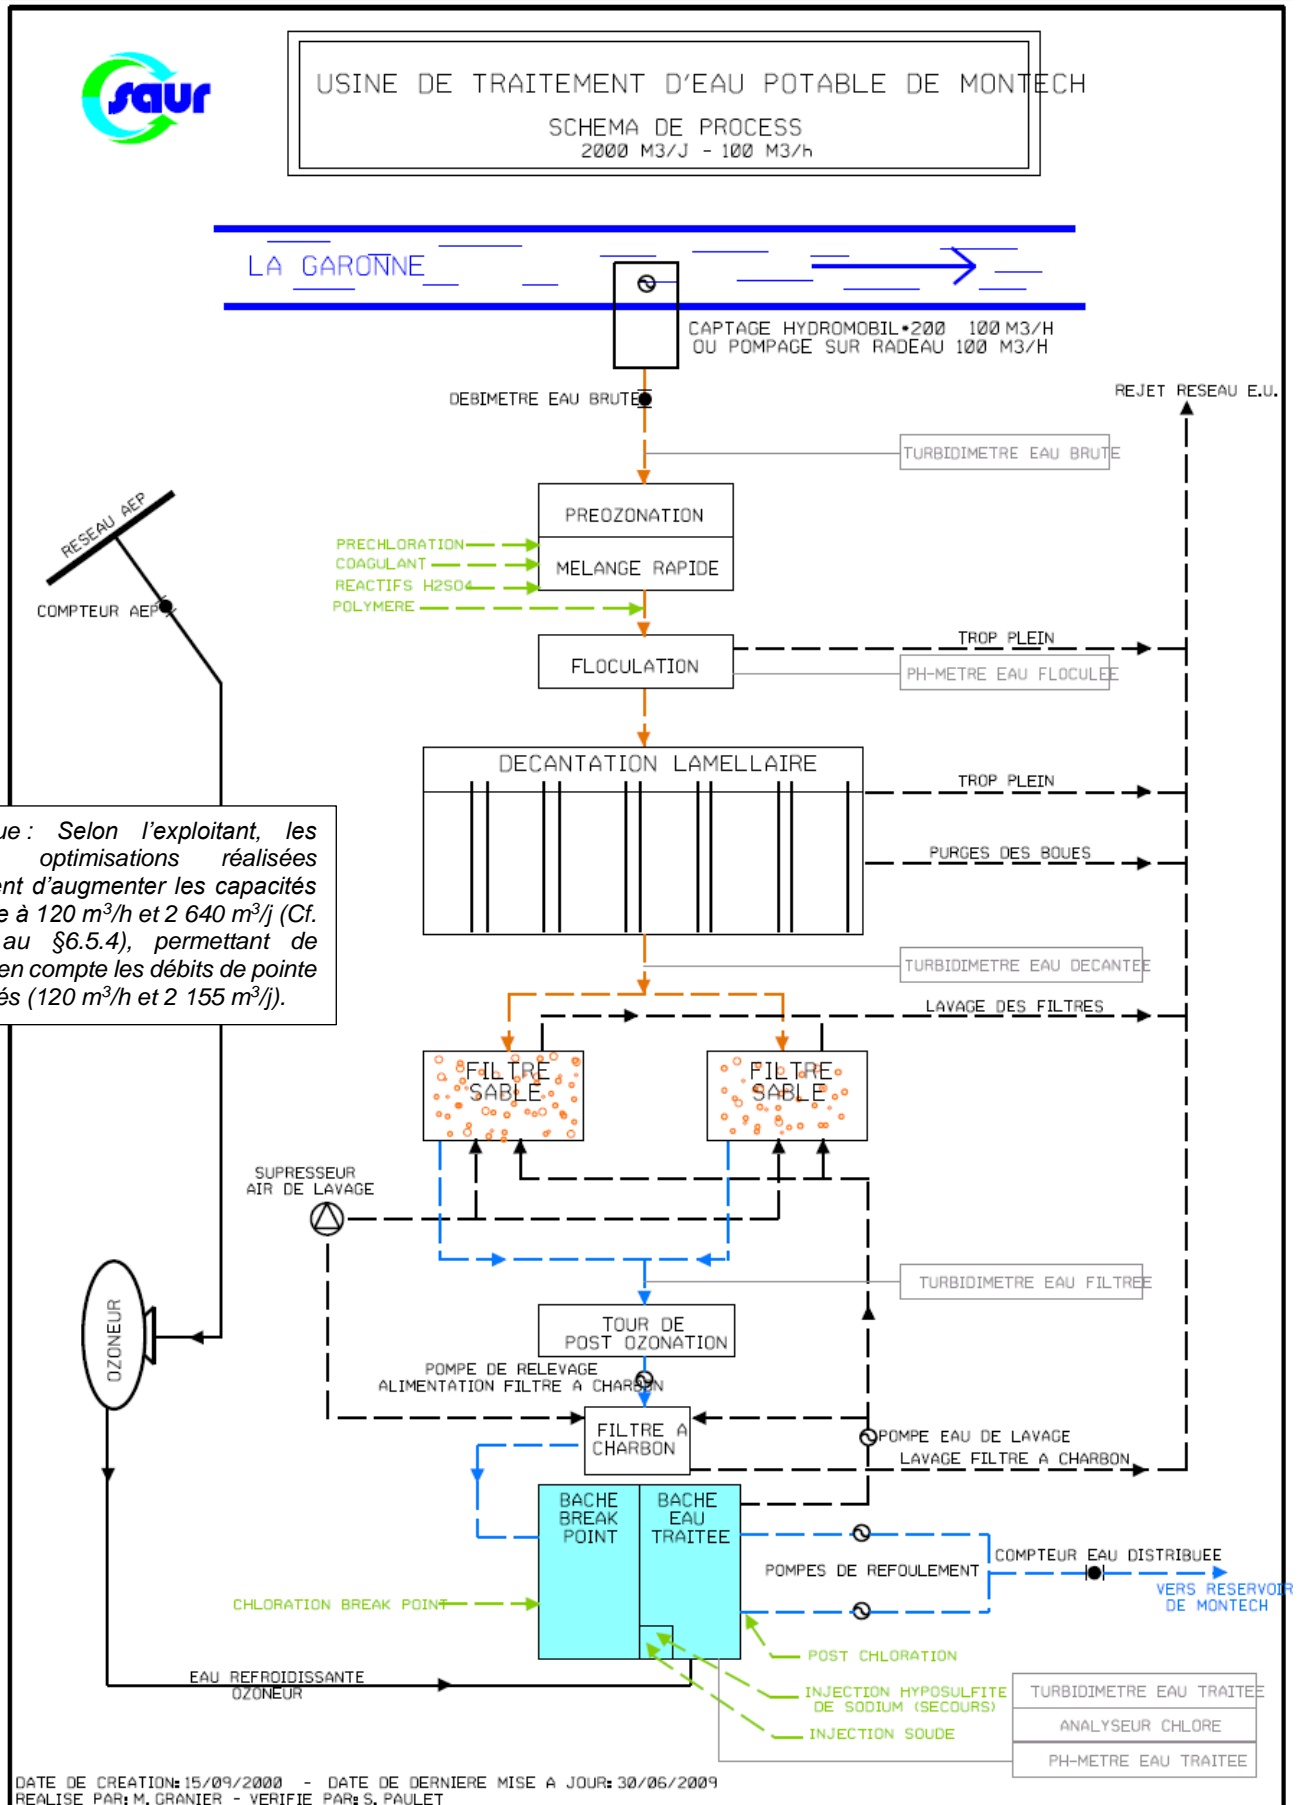 saur
USINE DE TRAITEMENT D'EAU POTABLE DE MONTECH
SCHEMA DE PROCESS
2000 M3/J - 100 M3/h
LA GARONNE
CAPTAGE HYDROMOBIL•200 100 M3/H
OU POMPAGE SUR RADEAU 100 M3/H
DEBIMETRE EAU BRUTE
REJET RESEAU E.U.
TURBIDIMETRE EAU BRUTE
RESEAU AEP
PREOZONATION
PRECHLORATION
COAGULANT
MELANGE RAPIDE
REACTIFS H2SO4
POLYMERE
COMPTEUR AEP
TROP PLEIN
FLOCULATION
PH-METRE EAU FLOCULEE
DECANTATION LAMELLAIRE
TROP PLEIN
ue : Selon l'exploitant, les
optimisations réalisées
ent d'augmenter les capacités
e à 120 m³/h et 2 640 m³/j (Cf.
au §6.5.4), permettant de
en compte les débits de pointe
és (120 m³/h et 2 155 m³/j).
PURGES DES BOUES
TURBIDIMETRE EAU DECANTEE
LAVAGE DES FILTRES
FILTRE
SABLE
FILTRE
SABLE
SUPRESSEUR
AIR DE LAVAGE
TURBIDIMETRE EAU FILTREE
OZONEUR
TOUR DE
POST OZONATION
POMPE DE RELEVAGE
ALIMENTATION FILTRE A CHARBON
FILTRE A
CHARBON
POMPE EAU DE LAVAGE
LAVAGE FILTRE A CHARBON
BACHE
BREAK
POINT
BACHE
EAU
TRAITEE
POMPES DE REFOULEMENT
COMPTEUR EAU DISTRIBUEE
VERS RESERVOIR
DE MONTECH
CHLORATION BREAK POINT
POST CHLORATION
EAU REFROIDISSANTE
OZONEUR
INJECTION HYPOSULFITE
DE SODIUM (SECOURS)
INJECTION SOUDE
TURBIDIMETRE EAU TRAITEE
ANALYSEUR CHLORE
PH-METRE EAU TRAITEE
DATE DE CREATION: 15/09/2000 - DATE DE DERNIERE MISE A JOUR: 30/06/2009
REALISE PAR: M. GRANIER - VERIFIE PAR: S. PAULET